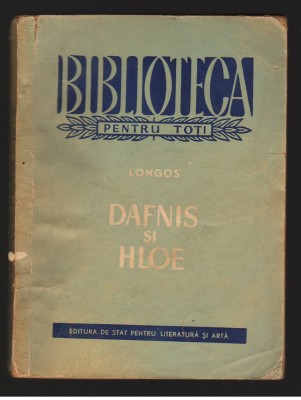 BIBLIOTECA
PENTRU TOȚI
LONGOS
DAFNIS
ȘI
HLOE
EDITURA DE STAT PENTRU LITERATURĂ ȘI ARTĂ